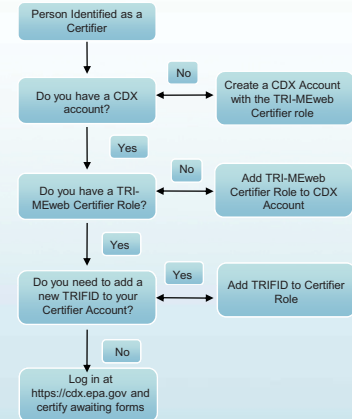 Person Identified as a
Certifier
No
Do you have a CDX
account?
Create a CDX Account
with the TRI-MEweb
Certifier role
Yes
No
Do you have a TRI-
MEweb Certifier Role?
Add TRI-MEweb
Certifier Role to CDX
Account
Yes
Yes
Do you need to add a
new TRIFID to your
Certifier Account?
Add TRIFID to Certifier
Role
No
Log in at
https://cdx.epa.gov and
certify awaiting forms